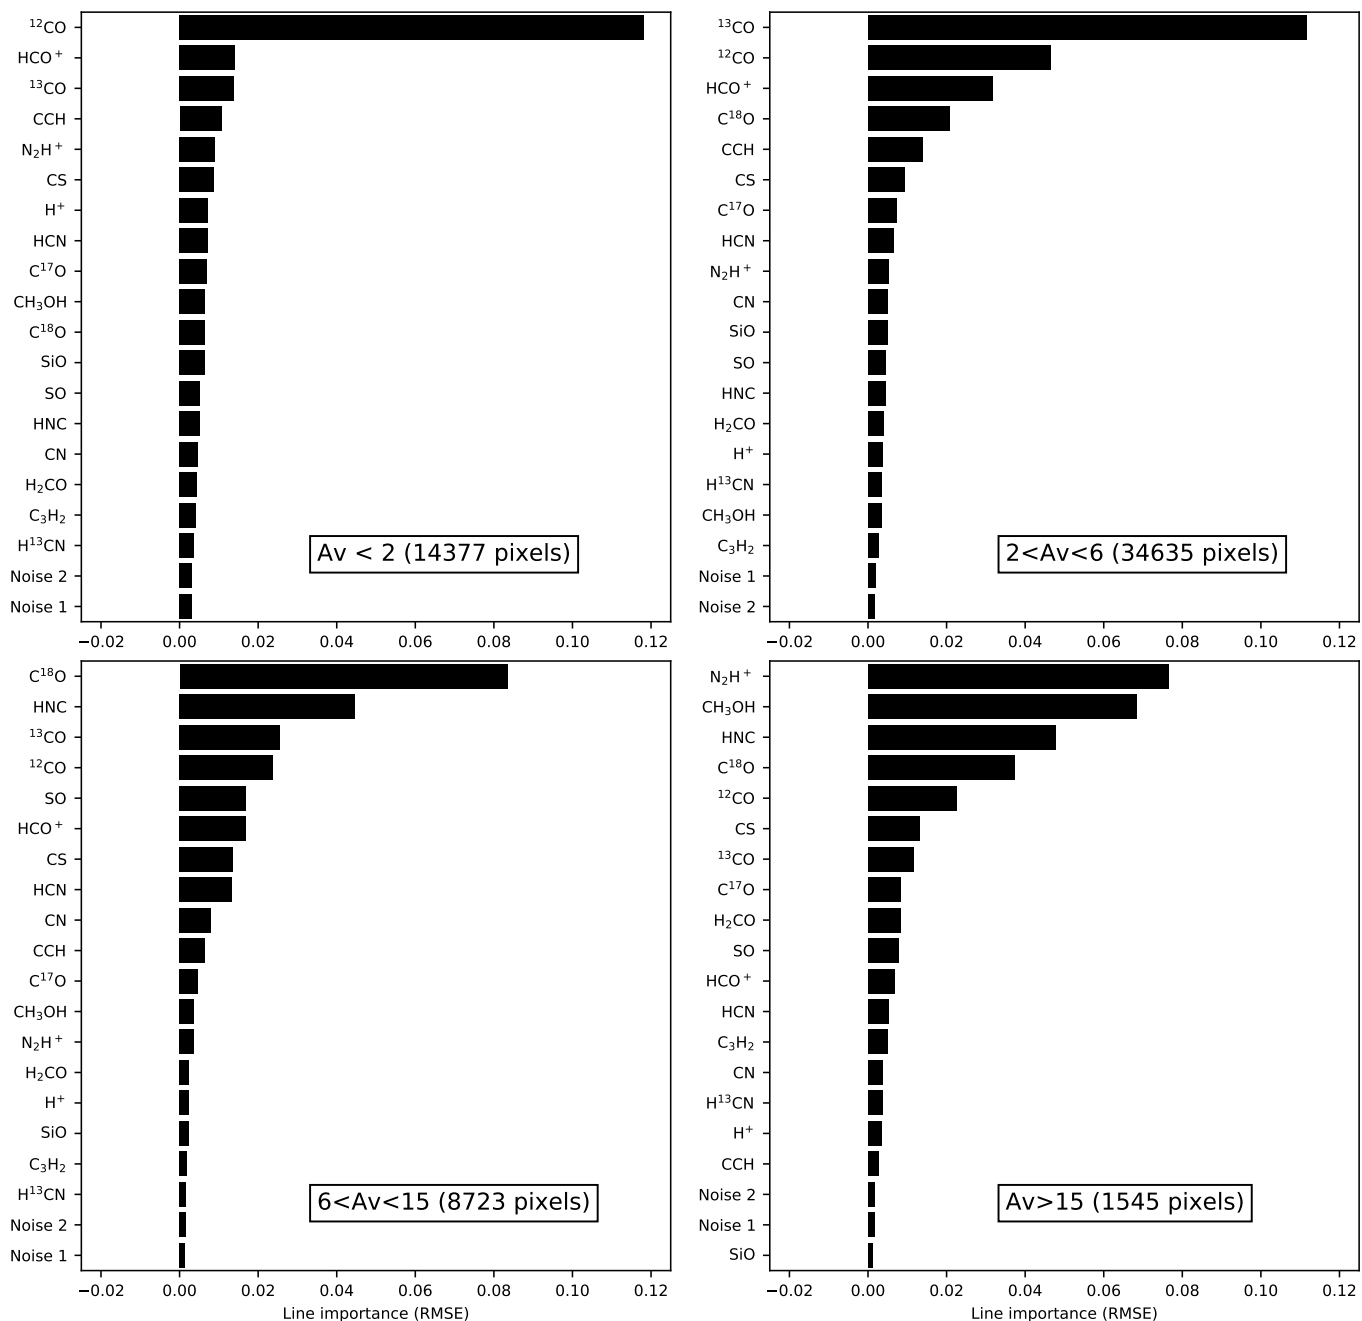 ¹²CO
HCO⁺
¹³CO
CCH
N₂H⁺
CS
H⁺
HCN
C¹⁷O
CH₃OH
C¹⁸O
SiO
SO
HNC
CN
H₂CO
C₃H₂
H¹³CN
Noise 2
Noise 1
Av < 2 (14377 pixels)
−0.02 0.00 0.02 0.04 0.06 0.08 0.10 0.12
¹³CO
¹²CO
HCO⁺
C¹⁸O
CCH
CS
C¹⁷O
HCN
N₂H⁺
CN
SiO
SO
HNC
H₂CO
H⁺
H¹³CN
CH₃OH
C₃H₂
Noise 1
Noise 2
2<Av<6 (34635 pixels)
−0.02 0.00 0.02 0.04 0.06 0.08 0.10 0.12
C¹⁸O
HNC
¹³CO
¹²CO
SO
HCO⁺
CS
HCN
CN
CCH
C¹⁷O
CH₃OH
N₂H⁺
H₂CO
H⁺
SiO
C₃H₂
H¹³CN
Noise 2
Noise 1
6<Av<15 (8723 pixels)
−0.02 0.00 0.02 0.04 0.06 0.08 0.10 0.12
Line importance (RMSE)
N₂H⁺
CH₃OH
HNC
C¹⁸O
¹²CO
CS
¹³CO
C¹⁷O
H₂CO
SO
HCO⁺
HCN
C₃H₂
CN
H¹³CN
H⁺
CCH
Noise 2
Noise 1
SiO
Av>15 (1545 pixels)
−0.02 0.00 0.02 0.04 0.06 0.08 0.10 0.12
Line importance (RMSE)